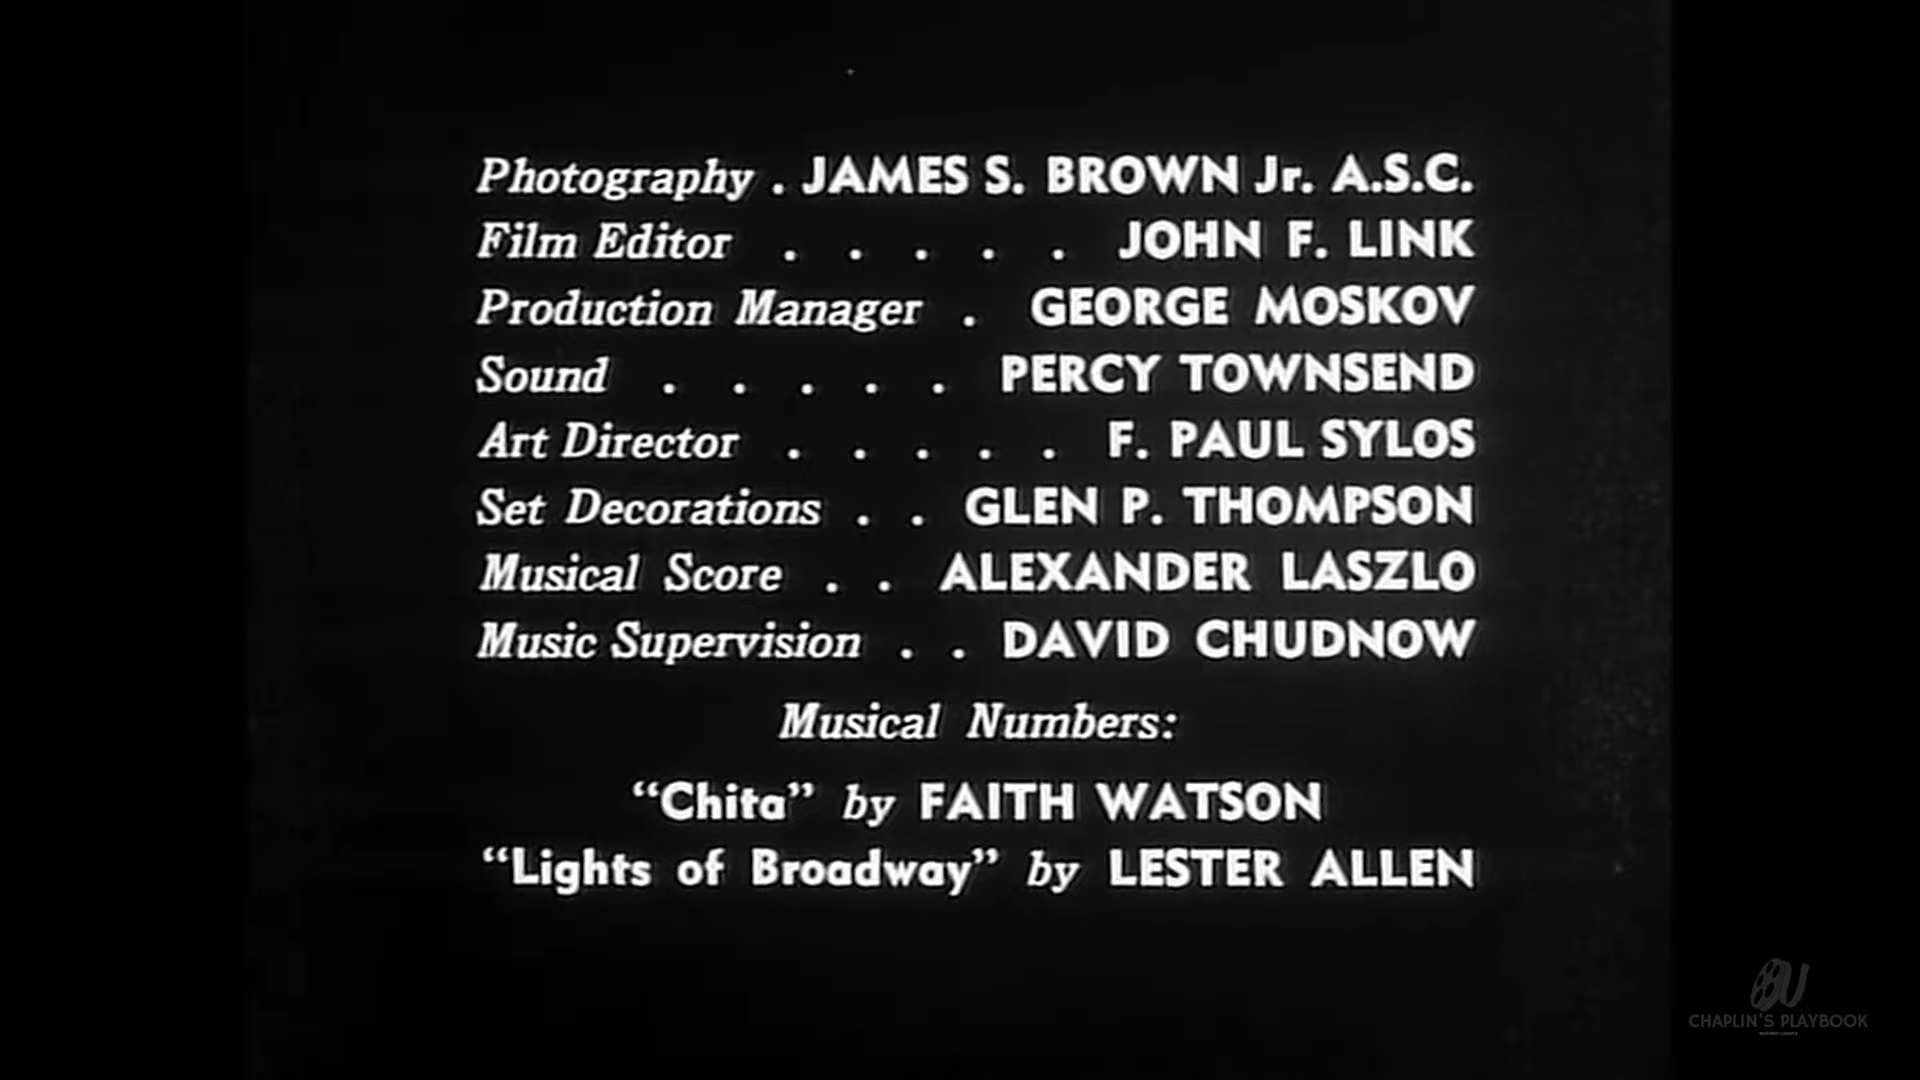 Photography . JAMES S. BROWN Jr. A.S.C.
Film Editor . . . . . JOHN F. LINK
Production Manager . GEORGE MOSKOV
Sound . . . . . PERCY TOWNSEND
Art Director . . . . . F. PAUL SYLOS
Set Decorations . . GLEN P. THOMPSON
Musical Score . . ALEXANDER LASZLO
Music Supervision . . DAVID CHUDNOW
Musical Numbers:
“Chita” by FAITH WATSON
“Lights of Broadway” by LESTER ALLEN
CHAPLIN'S PLAYBOOK